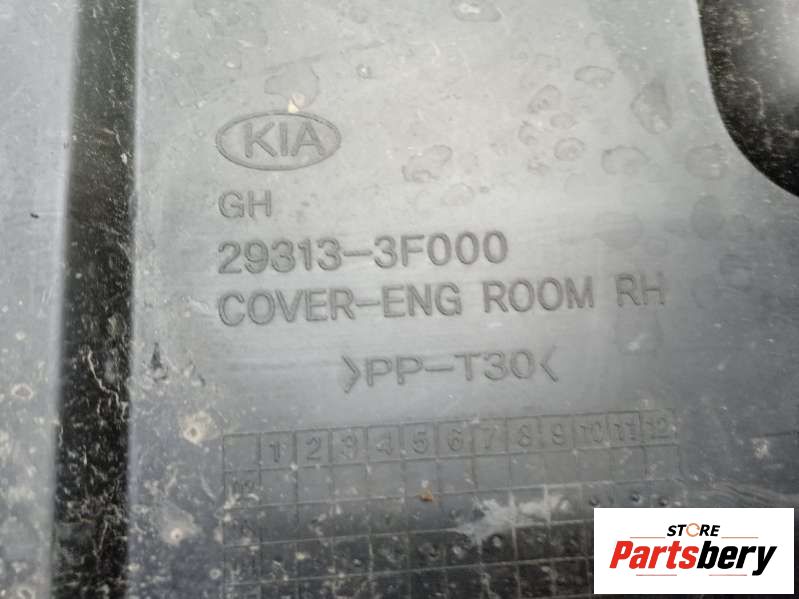 KIA
GH
29313-3F000
COVER-ENG ROOM RH
>PP-T30<
1 2 3 4 5 6 7 8 9 10 11 12
STORE
Partsbery